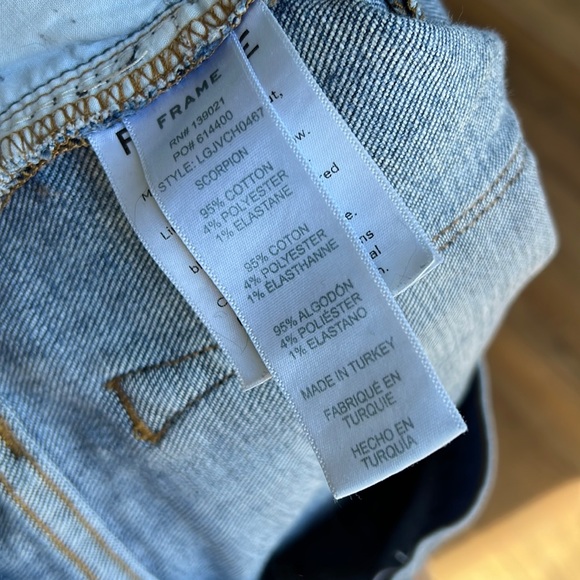 FRAME
RN# 139021
PO# 614400
STYLE: LGJVCH0467
SCORPION
95% COTTON
4% POLYESTER
1% ELASTANE
95% COTON
4% POLYESTER
1% ÉLASTHANNE
95% ALGODÓN
4% POLIÉSTER
1% ELASTANO
MADE IN TURKEY
FABRIQUÉ EN
TURQUIE
HECHO EN
TURQUÍA